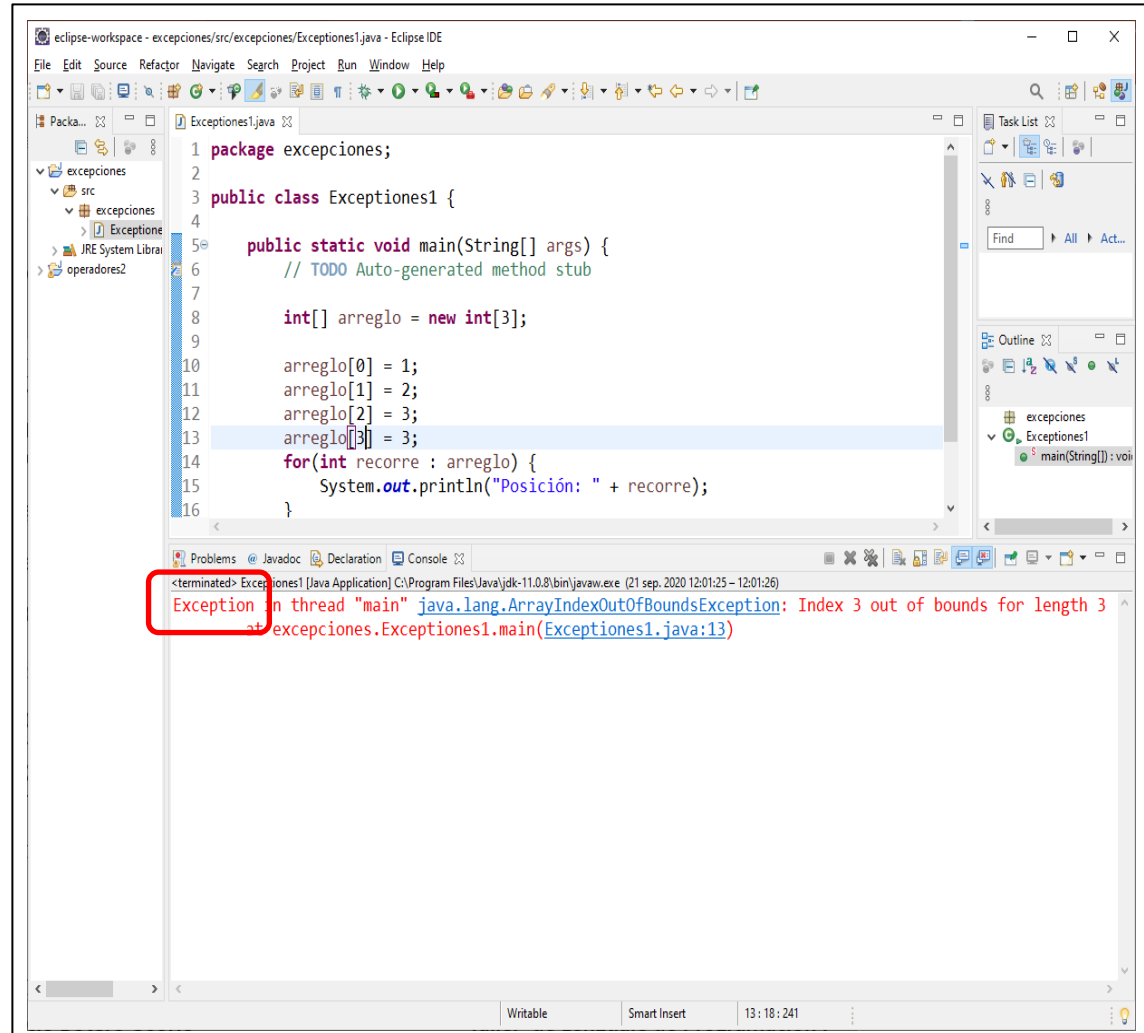 eclipse-workspace - excepciones/src/excepciones/Exceptiones1.java - Eclipse IDE
File Edit Source Refactor Navigate Search Project Run Window Help
Packa...
Exceptiones1.java
Task List
excepciones
src
excepciones
Exceptione
JRE System Librar
operadores2
1 package excepciones;
2
3 public class Exceptiones1 {
4
5 public static void main(String[] args) {
6 // TODO Auto-generated method stub
7
8 int[] arreglo = new int[3];
9
10 arreglo[0] = 1;
11 arreglo[1] = 2;
12 arreglo[2] = 3;
13 arreglo[3] = 3;
14 for(int recorre : arreglo) {
15 System.out.println("Posición: " + recorre);
16 }
Find All Act...
Outline
excepciones
Exceptiones1
main(String[]) : voi
Problems Javadoc Declaration Console
<terminated> Exceptiones1 [Java Application] C:\Program Files\Java\jdk-11.0.8\bin\javaw.exe (21 sep. 2020 12:01:25 – 12:01:26)
Exception in thread "main" java.lang.ArrayIndexOutOfBoundsException: Index 3 out of bounds for length 3
at excepciones.Exceptiones1.main(Exceptiones1.java:13)
Writable Smart Insert 13 : 18 : 241